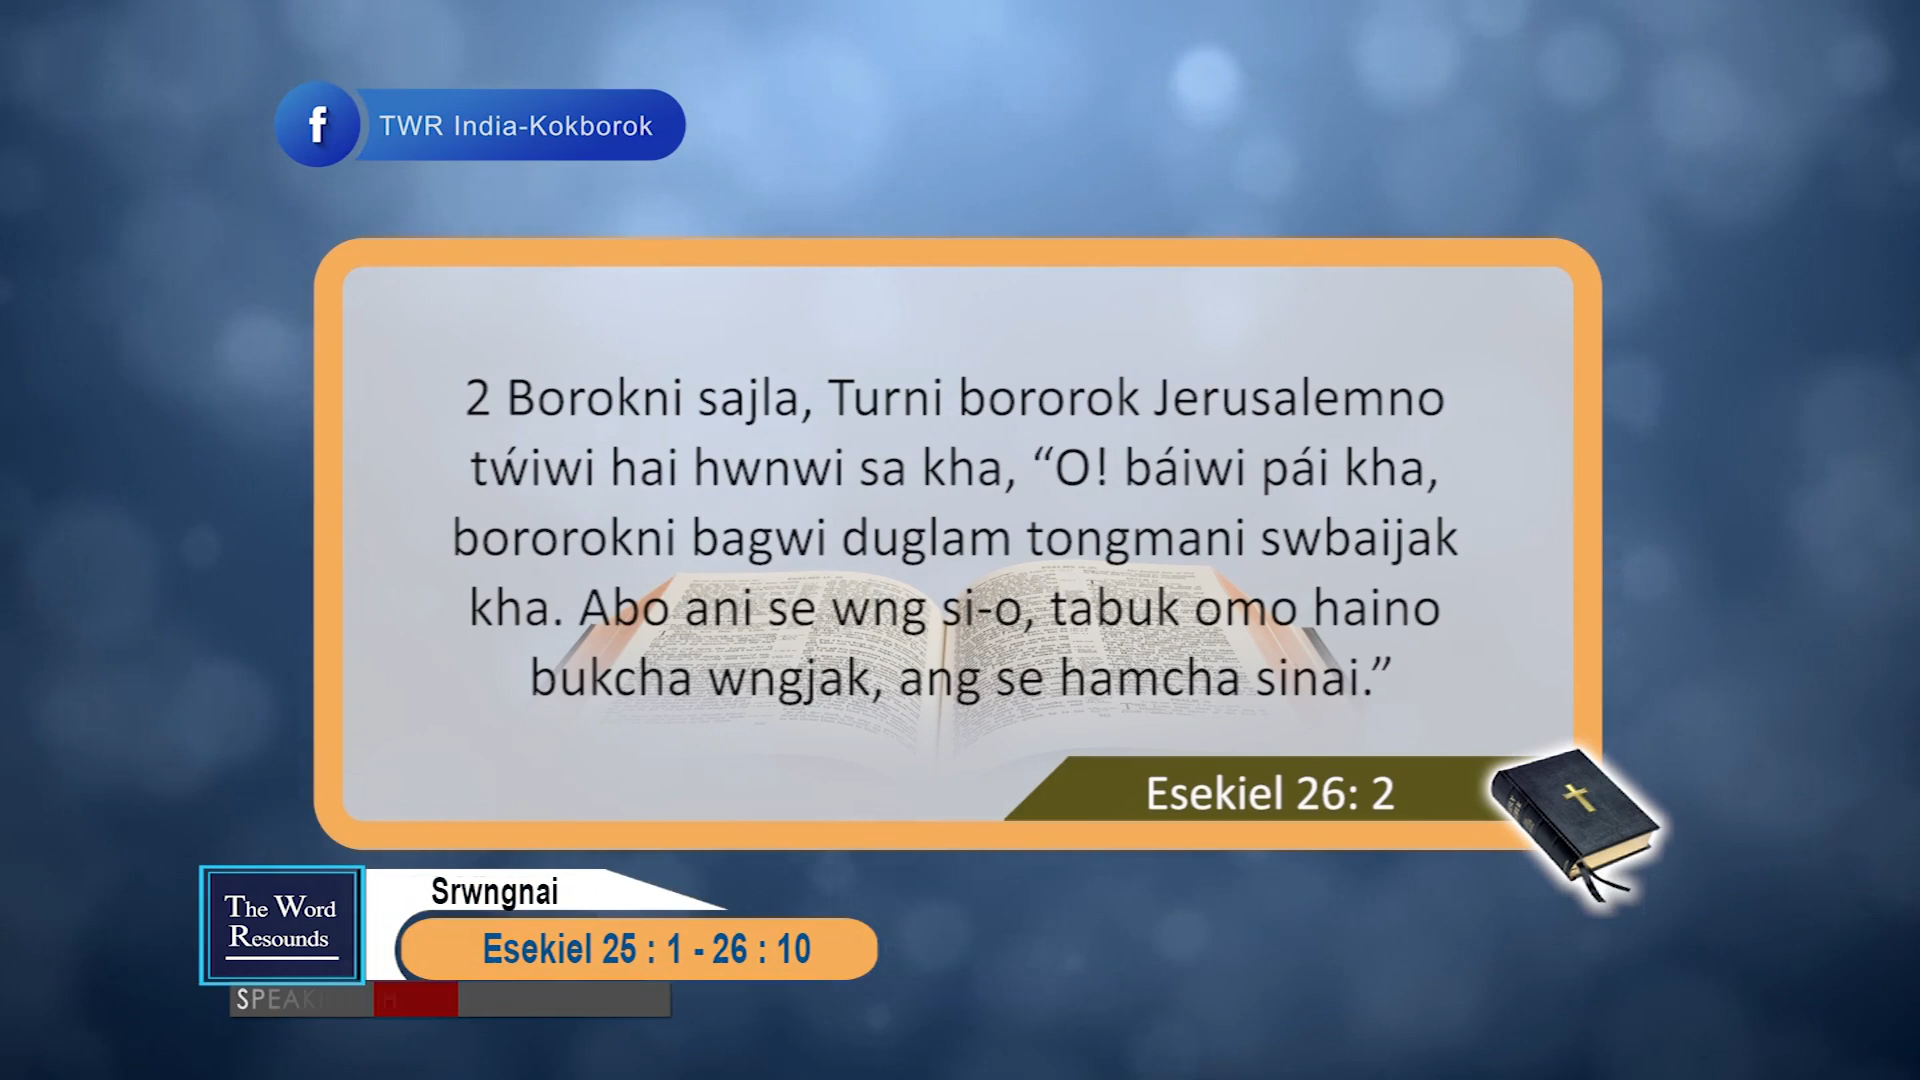 f
TWR India-Kokborok
2 Borokni sajla, Turni bororok Jerusalemno
tẃiwi hai hwnwi sa kha, “O! báiwi pái kha,
bororokni bagwi duglam tongmani swbaijak
kha. Abo ani se wng si-o, tabuk omo haino
bukcha wngjak, ang se hamcha sinai.”
Esekiel 26: 2
The Word
Resounds
Srwngnai
Esekiel 25 : 1 - 26 : 10